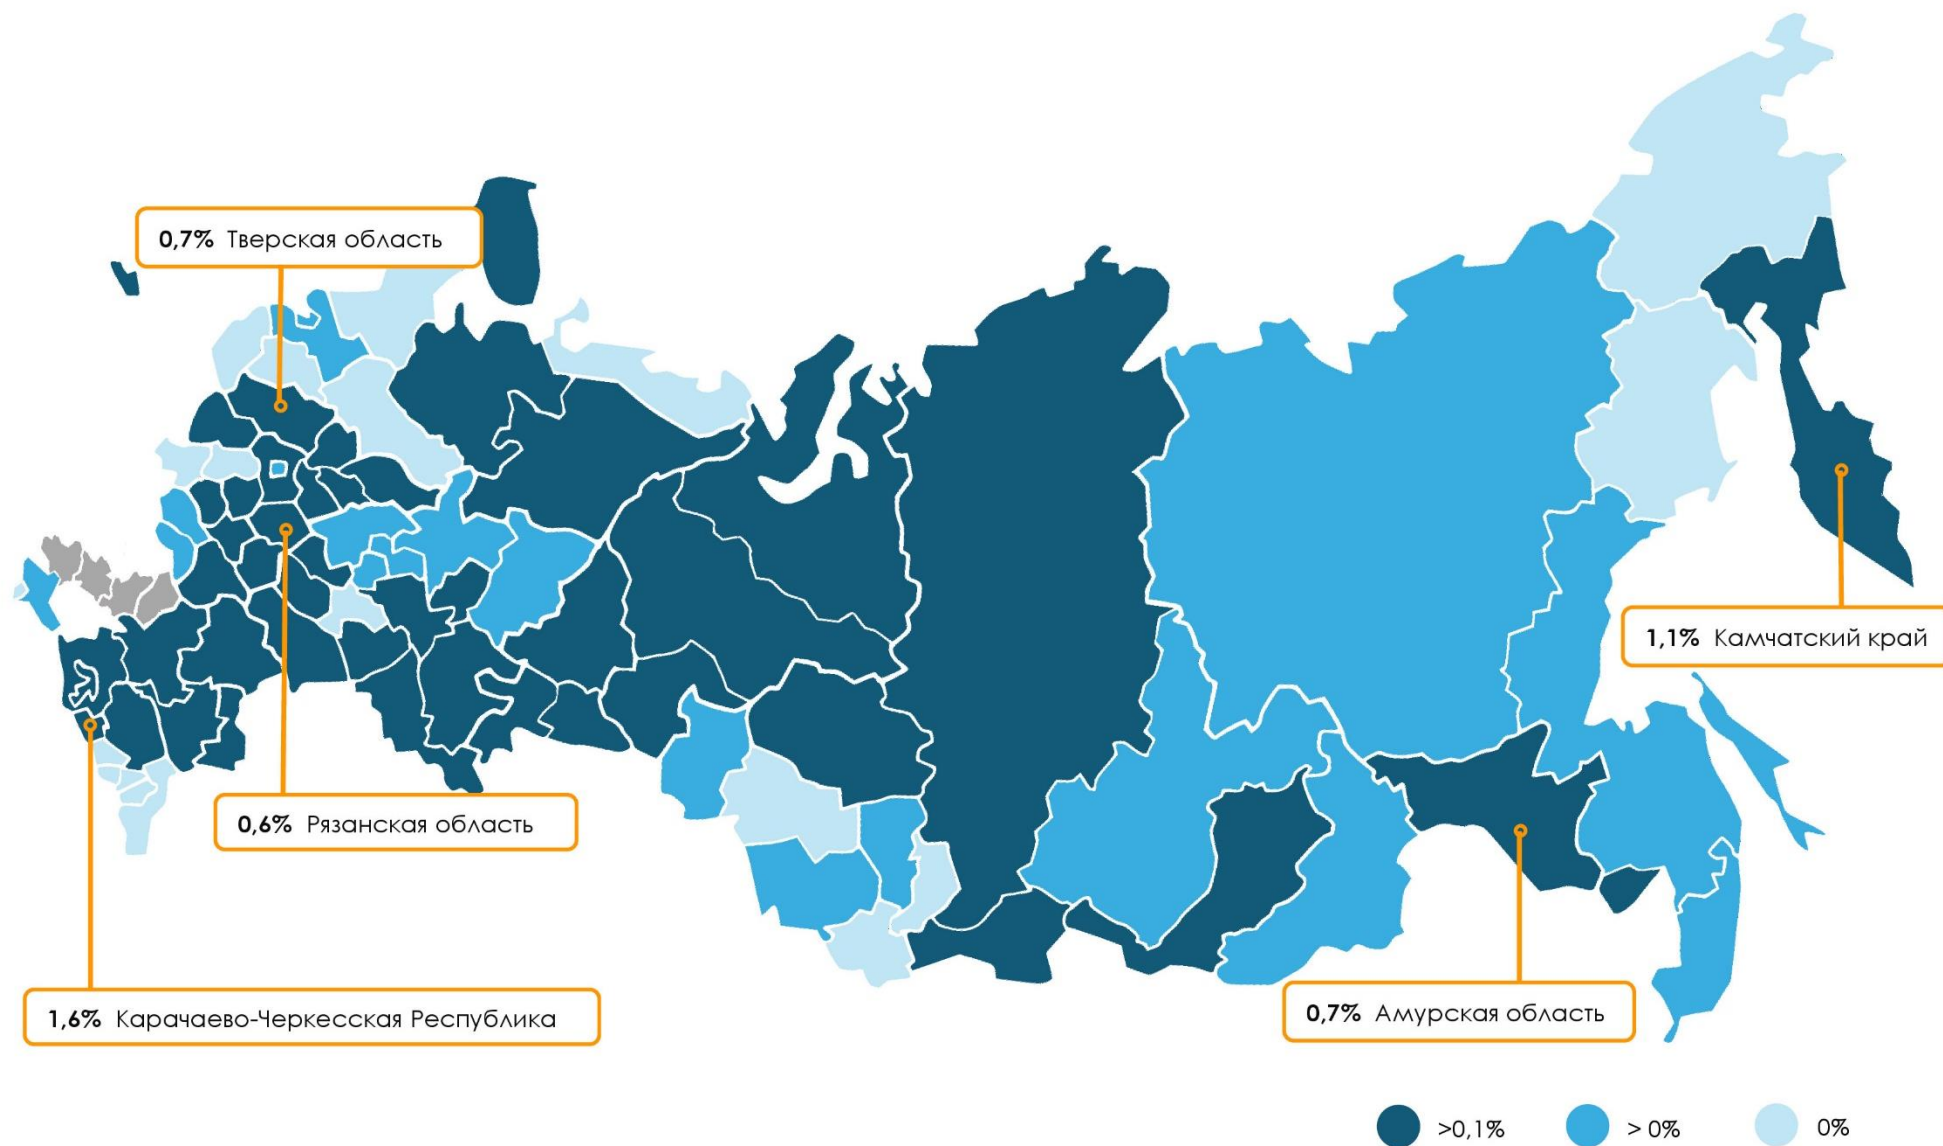 0,7% Тверская область
1,1% Камчатский край
0,6% Рязанская область
1,6% Карачаево-Черкесская Республика
0,7% Амурская область
>0,1%
> 0%
0%